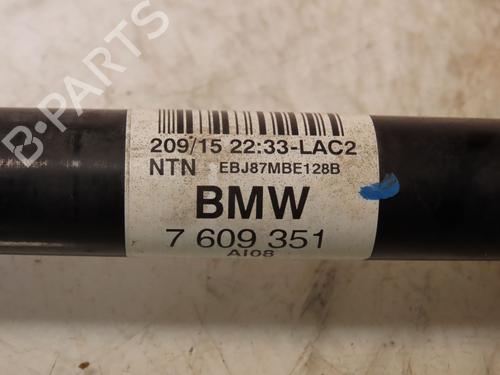 209/15 22:33-LAC2
NTN EBJ87MBE128B
BMW
7 609 351
AI08
B-PARTS